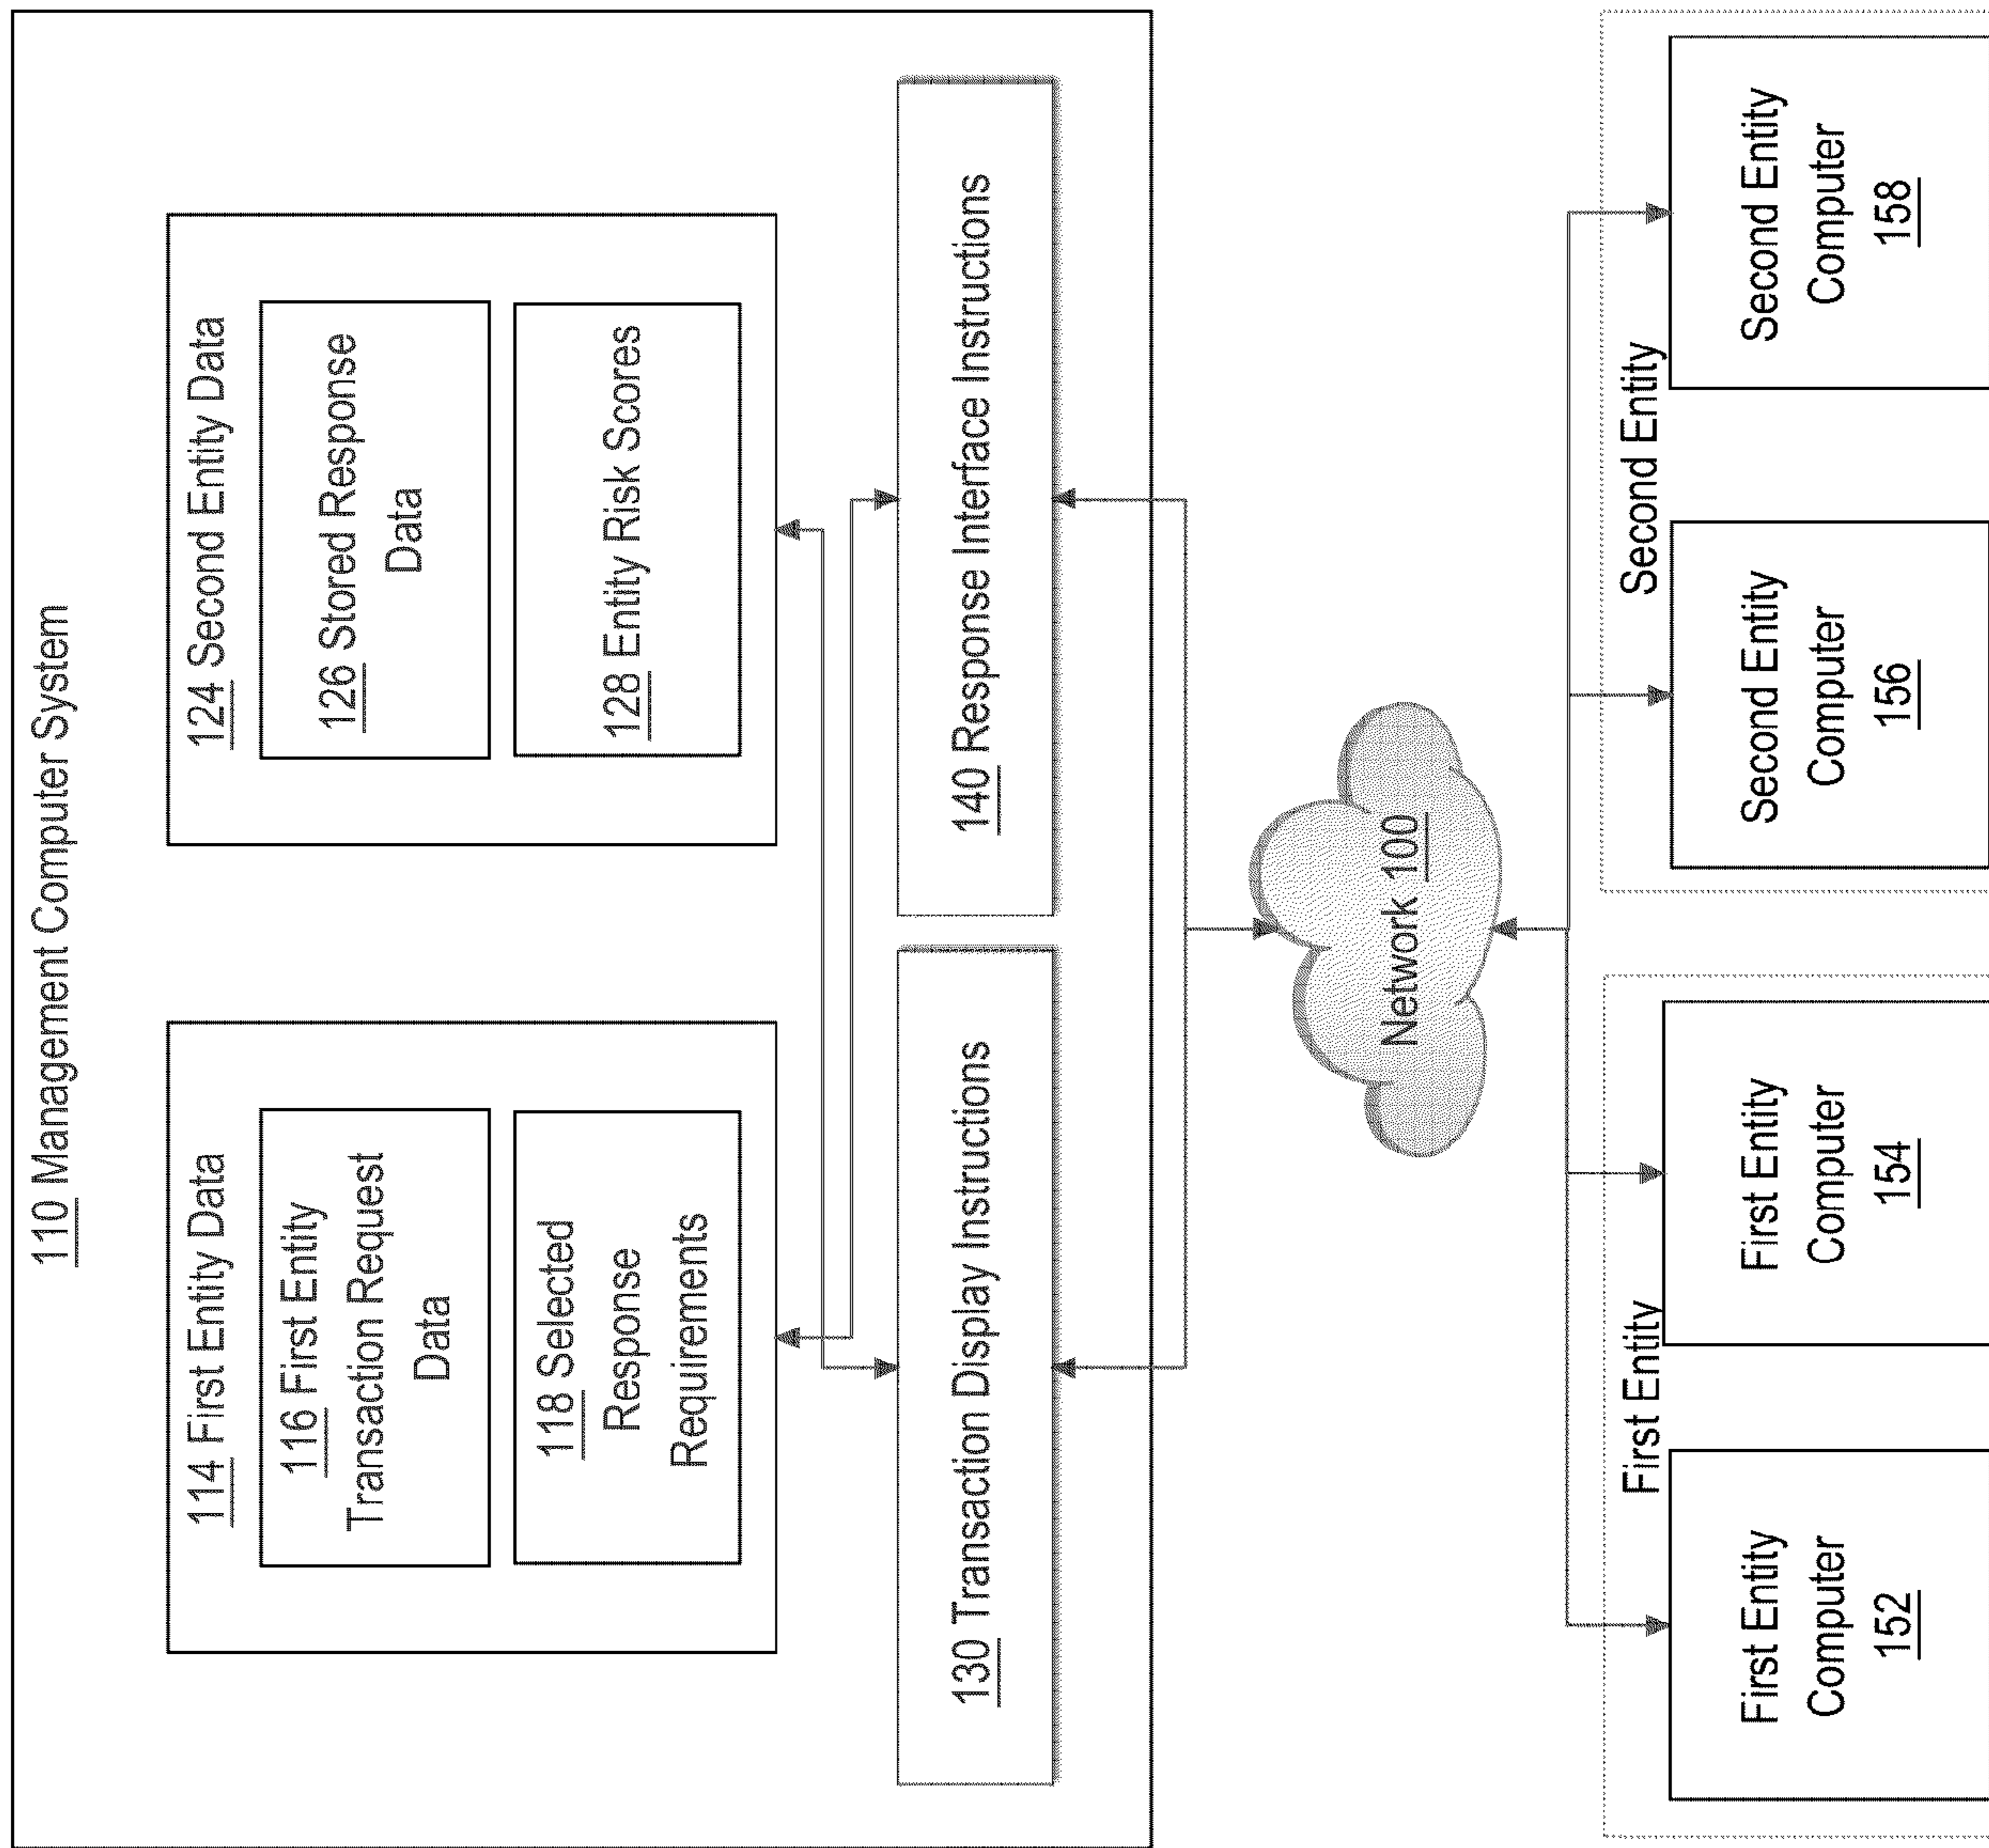 110 Management Computer System
114 First Entity Data
116 First Entity
Transaction Request
Data
118 Selected
Response
Requirements
124 Second Entity Data
126 Stored Response
Data
128 Entity Risk Scores
130 Transaction Display Instructions
140 Response Interface Instructions
Network 100
First Entity
First Entity
Computer
152
First Entity
Computer
154
Second Entity
Second Entity
Computer
156
Second Entity
Computer
158